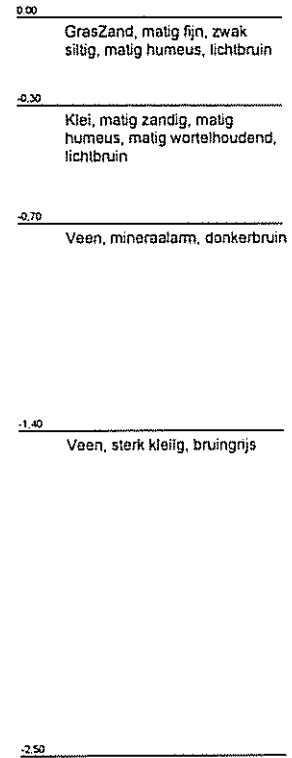 0.00
GrasZand, matig fijn, zwak
siltig, matig humeus, lichtbruin
-0.30
Klei, matig zandig, matig
humeus, matig wortelhoudend,
lichtbruin
-0.70
Veen, mineraalarm, donkerbruin
-1.40
Veen, sterk kleiïg, bruingrijs
-2.50